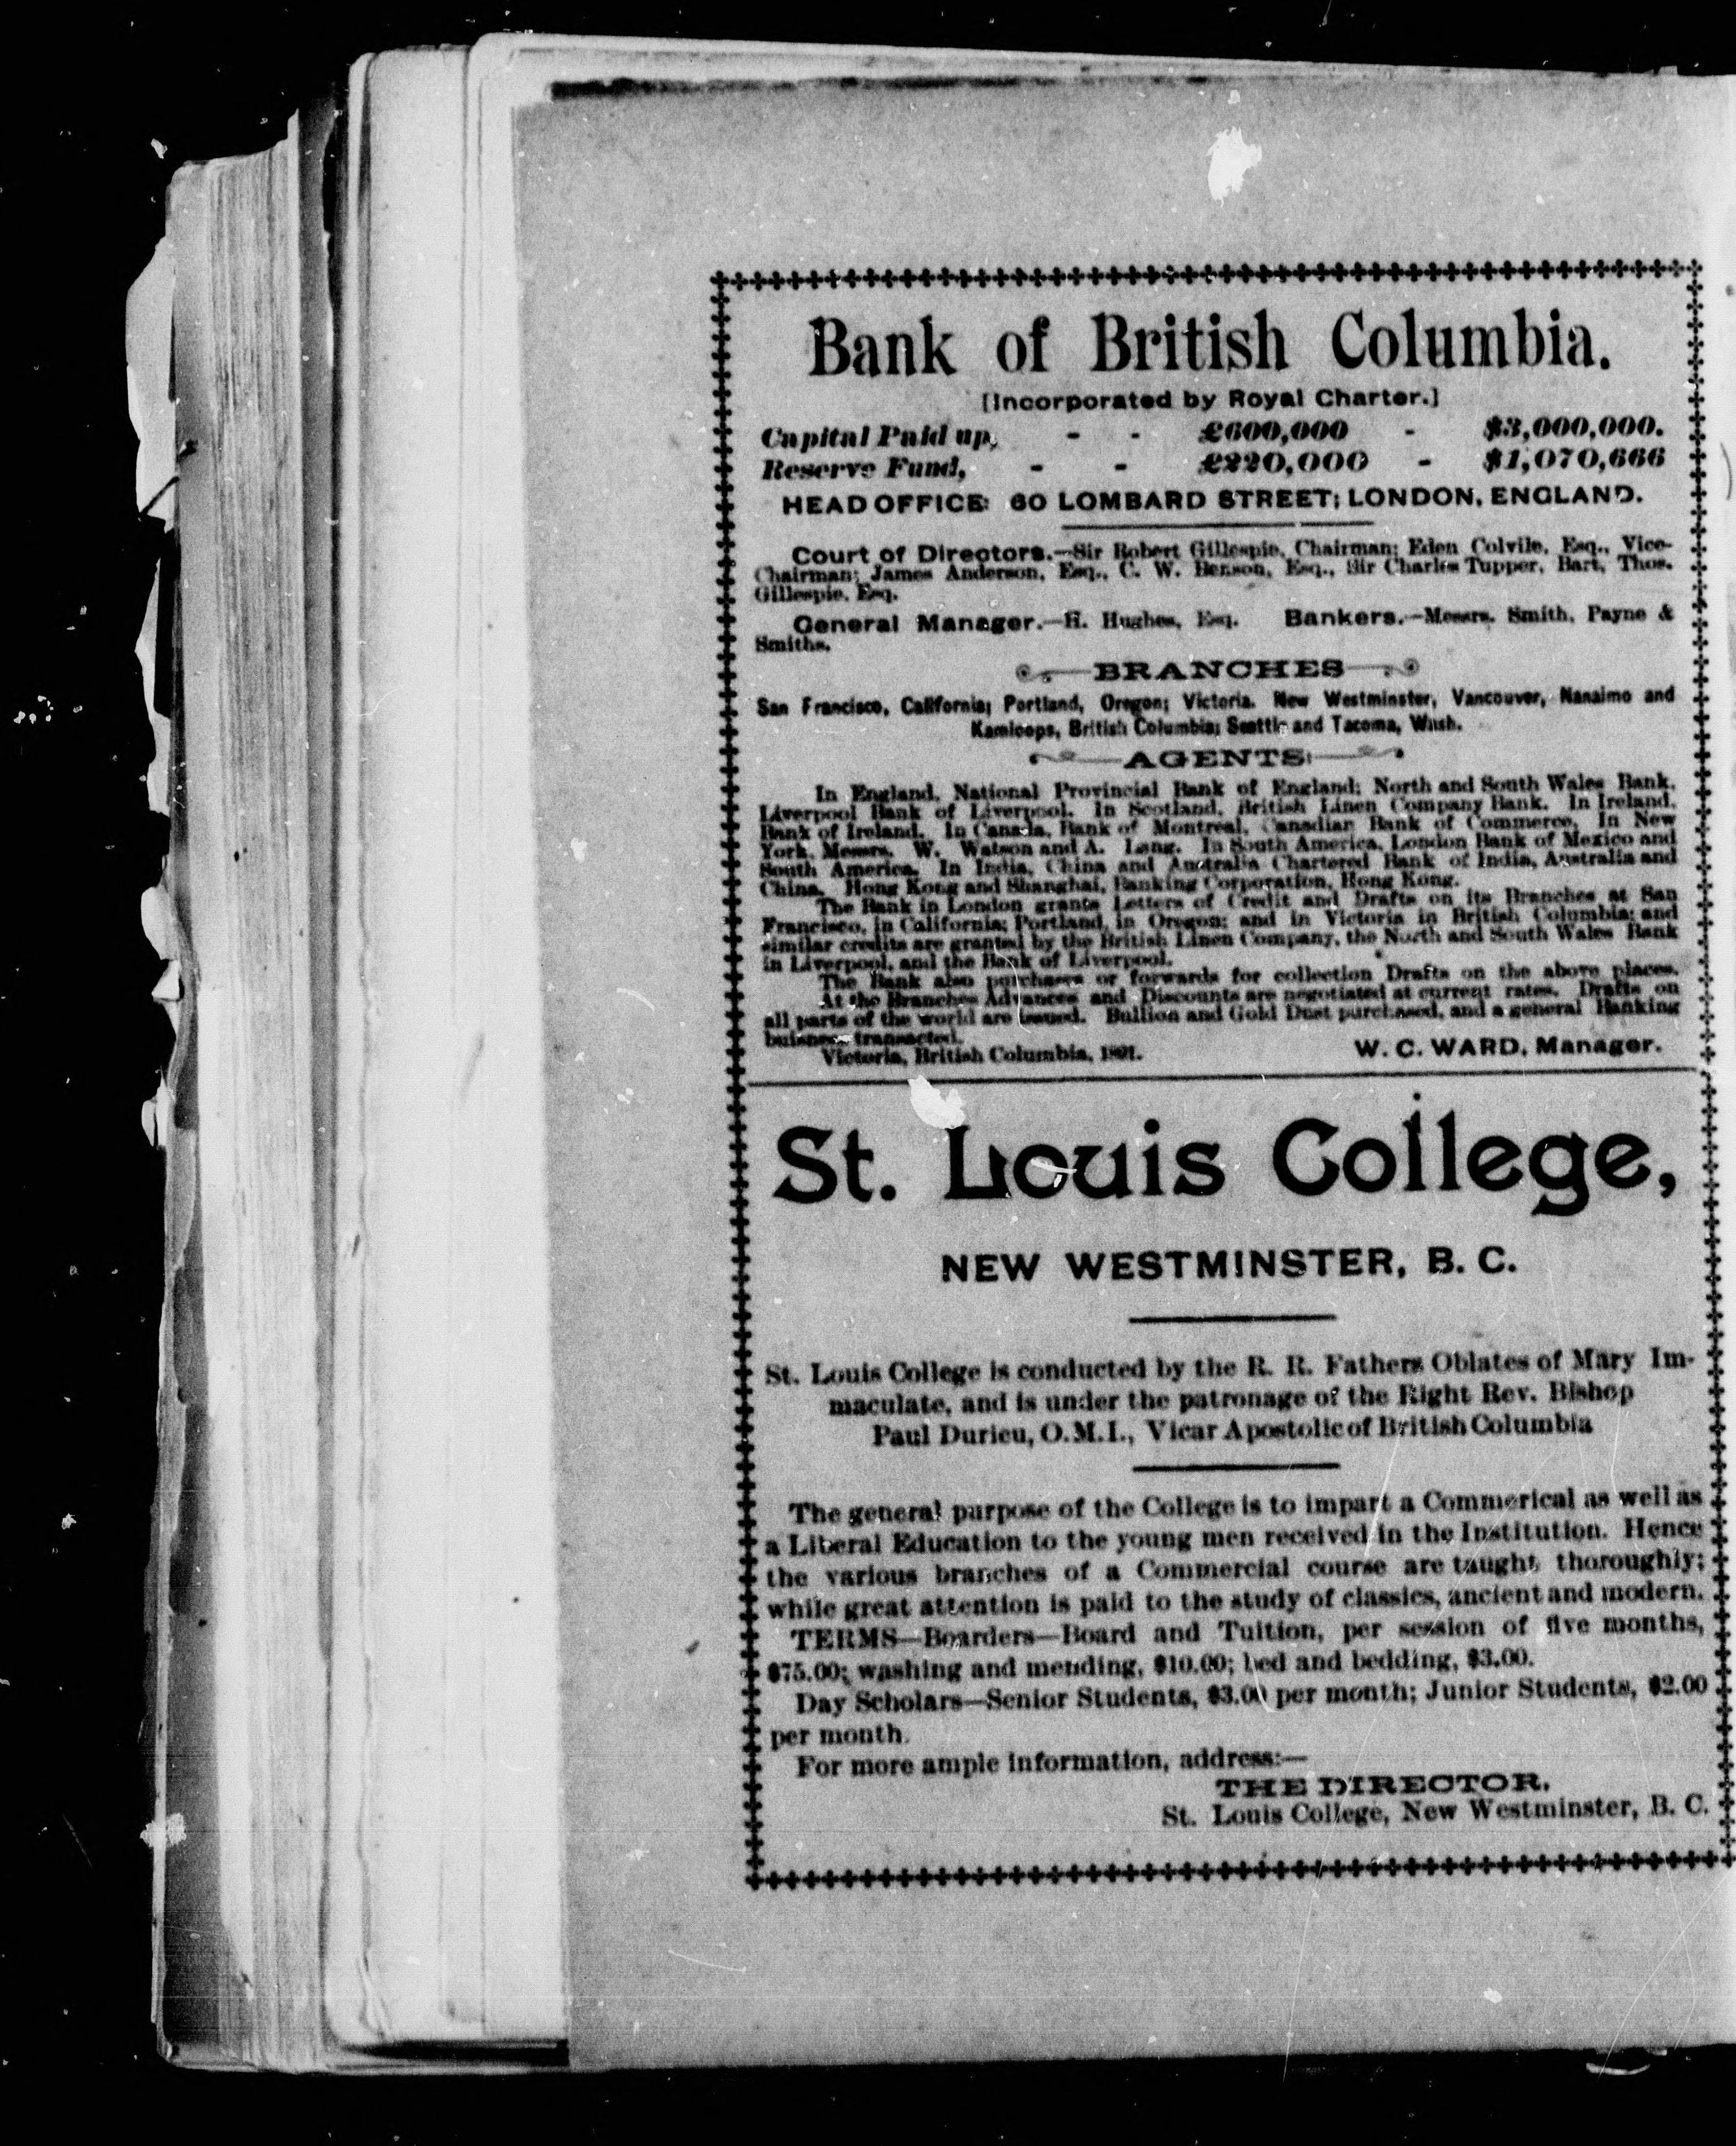 Bank of British Columbia.
[Incorporated by Royal Charter.]
Capital Paid up, - - £600,000 - $3,000,000.
Reserve Fund, - - £220,000 - $1,070,666
HEAD OFFICE: 60 LOMBARD STREET; LONDON, ENGLAND.
Court of Directors.—Sir Robert Gillespie, Chairman; Eden Colvile, Esq., Vice-
Chairman; James Anderson, Esq., C. W. Benson, Esq., Sir Charles Tupper, Bart, Thos.
Gillespie, Esq.
General Manager.—H. Hughes, Esq. Bankers.—Messrs. Smith, Payne &
Smiths.
BRANCHES
San Francisco, California; Portland, Oregon; Victoria, New Westminster, Vancouver, Nanaimo and
Kamloops, British Columbia; Seattle and Tacoma, Wash.
AGENTS:
In England, National Provincial Bank of England; North and South Wales Bank,
Liverpool Bank of Liverpool. In Scotland, British Linen Company Bank. In Ireland,
Bank of Ireland. In Canada, Bank of Montreal, Canadian Bank of Commerce. In New
York, Messrs. W. Watson and A. Lang. In South America, London Bank of Mexico and
South America. In India, China and Australia Chartered Bank of India, Australia and
China. Hong Kong and Shanghai, Banking Corporation, Hong Kong.
The Bank in London grants Letters of Credit and Drafts on its Branches at San
Francisco, in California; Portland, in Oregon; and in Victoria in British Columbia; and
similar credits are granted by the British Linen Company, the North and South Wales Bank
in Liverpool, and the Bank of Liverpool.
The Bank also purchases or forwards for collection Drafts on the above places.
At the Branches Advances and Discounts are negotiated at current rates. Drafts on
all parts of the world are issued. Bullion and Gold Dust purchased, and a general Banking
buisness transacted.
Victoria, British Columbia, 1891. W. C. WARD, Manager.
St. Louis College,
NEW WESTMINSTER, B. C.
St. Louis College is conducted by the R. R. Fathers Oblates of Mary Im-
maculate, and is under the patronage of the Right Rev. Bishop
Paul Durieu, O.M.I., Vicar Apostolic of British Columbia
The general purpose of the College is to impart a Commerical as well as
a Liberal Education to the young men received in the Institution. Hence
the various branches of a Commercial course are taught thoroughly;
while great attention is paid to the study of classics, ancient and modern.
TERMS—Boarders—Board and Tuition, per session of five months,
$75.00; washing and mending, $10.00; bed and bedding, $3.00.
Day Scholars—Senior Students, $3.00 per month; Junior Students, $2.00
per month.
For more ample information, address:—
THE DIRECTOR,
St. Louis College, New Westminster, B. C.